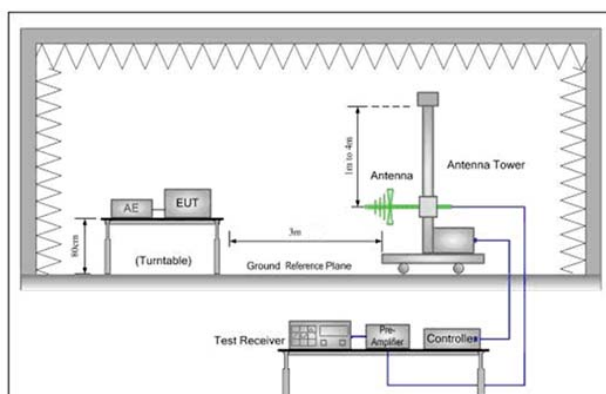 1m to 4m
Antenna
Antenna Tower
AE
EUT
80cm
(Turntable)
3m
Ground Reference Plane
Test Receiver
Pre-
Amplifier
Controller